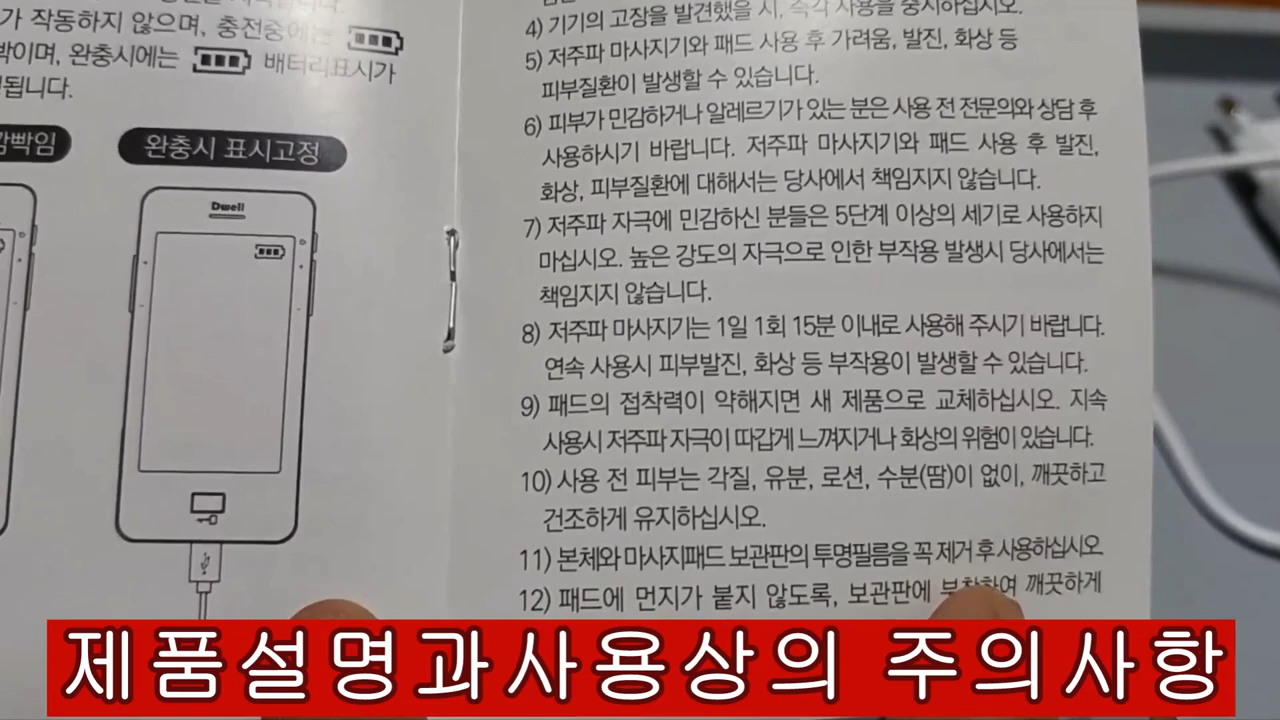 가 작동하지 않으며, 충전중에는
박이며, 완충시에는 배터리표시가
됩니다.
깜빡임
완충시 표시고정
Dwell
4) 기기의 고장을 발견했을 시, 즉각 사용을 중지하십시오.
5) 저주파 마사지기와 패드 사용 후 가려움, 발진, 화상 등
피부질환이 발생할 수 있습니다.
6) 피부가 민감하거나 알레르기가 있는 분은 사용 전 전문의와 상담 후
사용하시기 바랍니다. 저주파 마사지기와 패드 사용 후 발진,
화상, 피부질환에 대해서는 당사에서 책임지지 않습니다.
7) 저주파 자극에 민감하신 분들은 5단계 이상의 세기로 사용하지
마십시오. 높은 강도의 자극으로 인한 부작용 발생시 당사에서는
책임지지 않습니다.
8) 저주파 마사지기는 1일 1회 15분 이내로 사용해 주시기 바랍니다.
연속 사용시 피부발진, 화상 등 부작용이 발생할 수 있습니다.
9) 패드의 접착력이 약해지면 새 제품으로 교체하십시오. 지속
사용시 저주파 자극이 따갑게 느껴지거나 화상의 위험이 있습니다.
10) 사용 전 피부는 각질, 유분, 로션, 수분(땀)이 없이, 깨끗하고
건조하게 유지하십시오.
11) 본체와 마사지패드 보관판의 투명필름을 꼭 제거 후 사용하십시오
12) 패드에 먼지가 붙지 않도록, 보관판에 부착하여 깨끗하게
제품설명과사용상의 주의사항